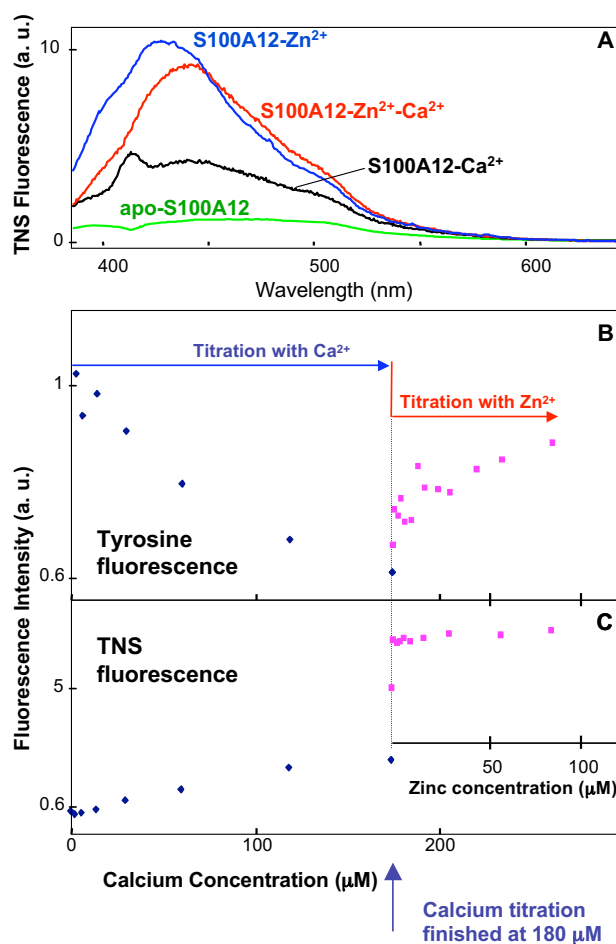 A
10
0
TNS Fluorescence (a. u.)
S100A12-Zn²⁺
S100A12-Zn²⁺-Ca²⁺
S100A12-Ca²⁺
apo-S100A12
400
500
600
Wavelength (nm)
B
Titration with Ca²⁺
Titration with Zn²⁺
1
0.6
Tyrosine
fluorescence
Fluorescence Intensity (a. u.)
C
TNS
fluorescence
5
0.6
50
100
Zinc concentration (µM)
0
100
200
Calcium Concentration (µM)
Calcium titration
finished at 180 µM